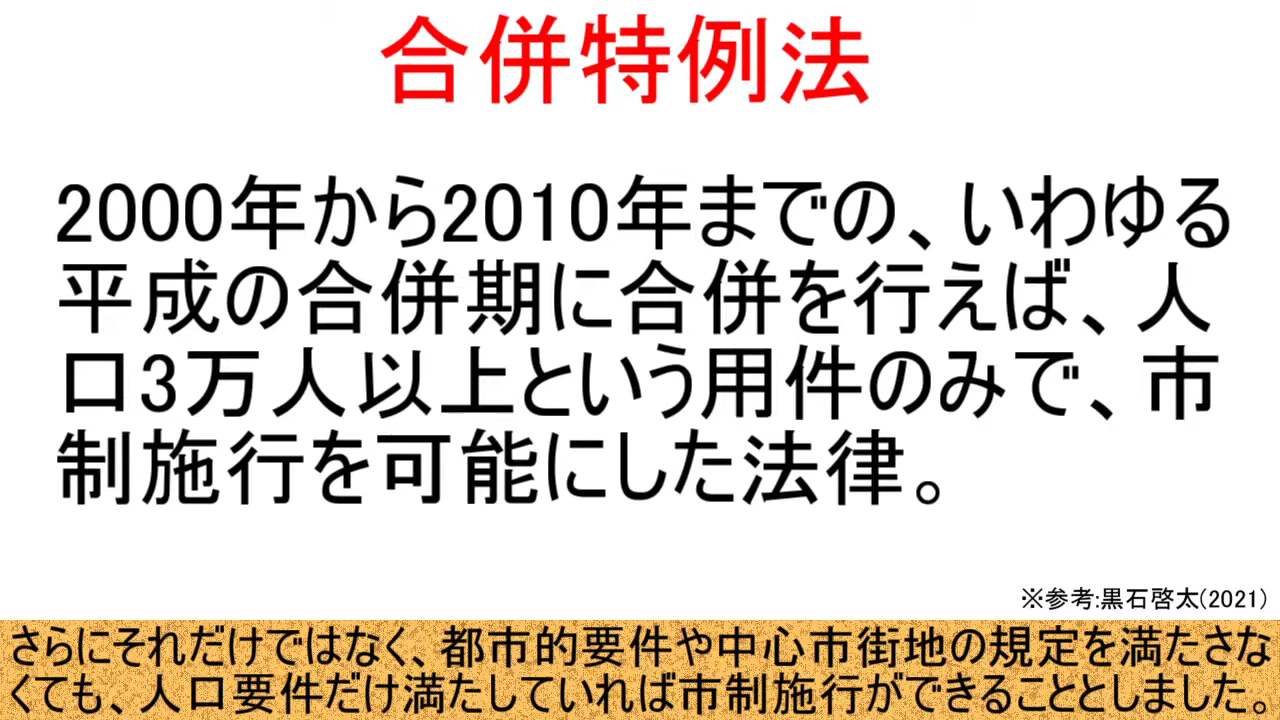 合併特例法
2000年から2010年までの、いわゆる
平成の合併期に合併を行えば、人
口3万人以上という用件のみで、市
制施行を可能にした法律。
※参考:黒石啓太(2021)
さらにそれだけではなく、都市的要件や中心市街地の規定を満たさな
くても、人口要件だけ満たしていれば市制施行ができることとしました。